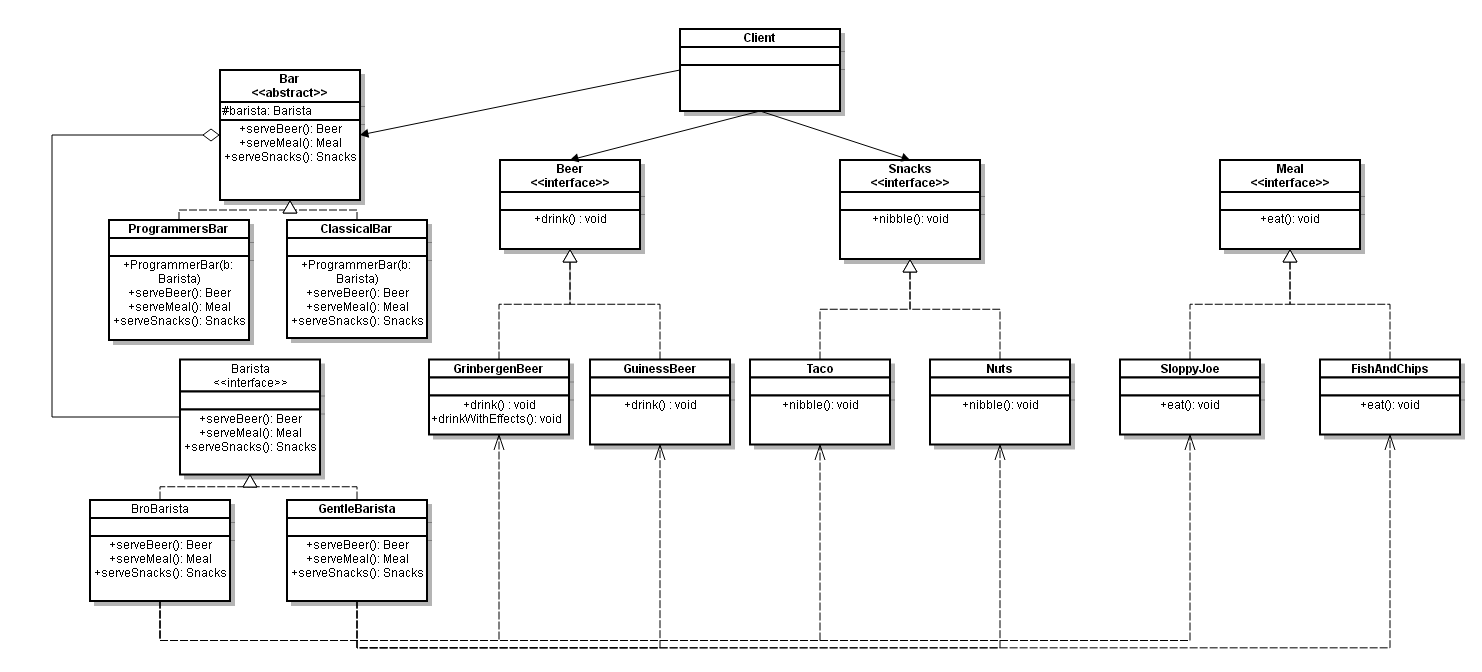 Client
Bar
<<abstract>>
#barista: Barista
+serveBeer(): Beer
+serveMeal(): Meal
+serveSnacks(): Snacks
Beer
<<interface>>
+drink() : void
Snacks
<<interface>>
+nibble(): void
Meal
<<interface>>
+eat(): void
ProgrammersBar
+ProgrammerBar(b:
Barista)
+serveBeer(): Beer
+serveMeal(): Meal
+serveSnacks(): Snacks
ClassicalBar
+ProgrammerBar(b:
Barista)
+serveBeer(): Beer
+serveMeal(): Meal
+serveSnacks(): Snacks
Barista
<<interface>>
+serveBeer(): Beer
+serveMeal(): Meal
+serveSnacks(): Snacks
GrinbergenBeer
+drink() : void
+drinkWithEffects(): void
GuinessBeer
+drink() : void
Taco
+nibble(): void
Nuts
+nibble(): void
SloppyJoe
+eat(): void
FishAndChips
+eat(): void
BroBarista
+serveBeer(): Beer
+serveMeal(): Meal
+serveSnacks(): Snacks
GentleBarista
+serveBeer(): Beer
+serveMeal(): Meal
+serveSnacks(): Snacks